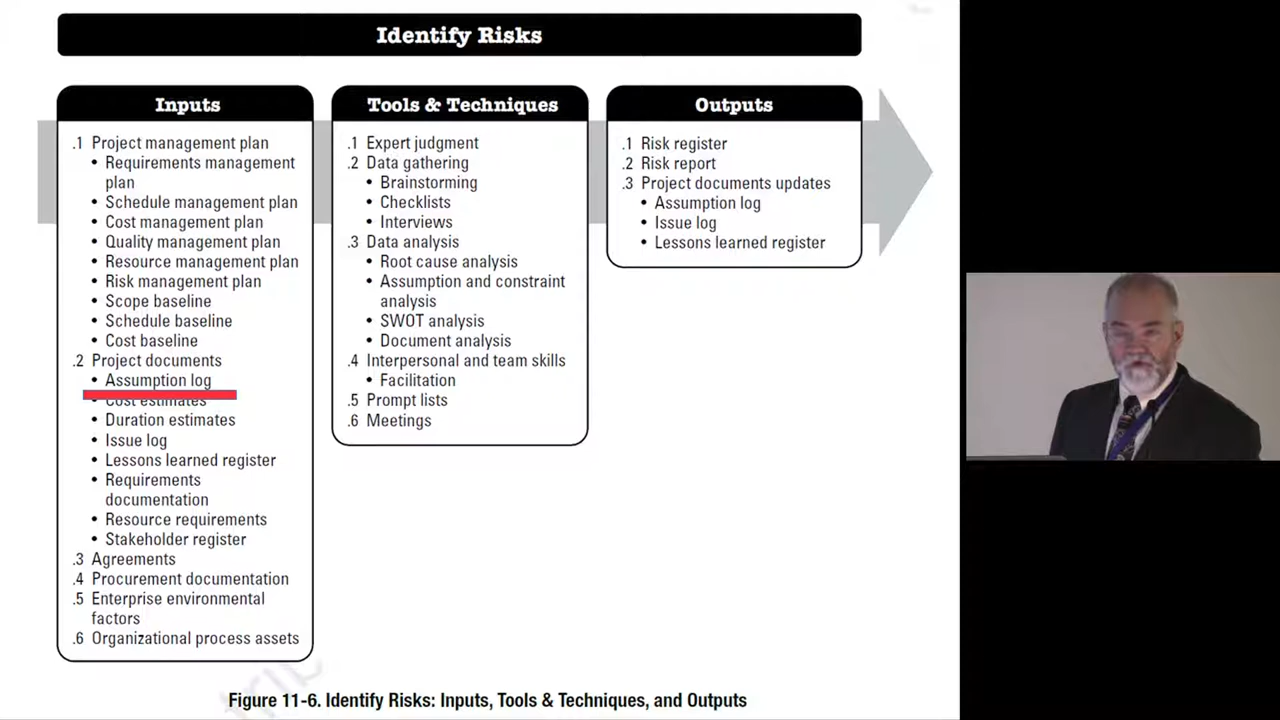 Identify Risks
Inputs
.1 Project management plan
• Requirements management
plan
• Schedule management plan
• Cost management plan
• Quality management plan
• Resource management plan
• Risk management plan
• Scope baseline
• Schedule baseline
• Cost baseline
.2 Project documents
• Assumption log
• Cost estimates
• Duration estimates
• Issue log
• Lessons learned register
• Requirements
documentation
• Resource requirements
• Stakeholder register
.3 Agreements
.4 Procurement documentation
.5 Enterprise environmental
factors
.6 Organizational process assets
Tools & Techniques
.1 Expert judgment
.2 Data gathering
• Brainstorming
• Checklists
• Interviews
.3 Data analysis
• Root cause analysis
• Assumption and constraint
analysis
• SWOT analysis
• Document analysis
.4 Interpersonal and team skills
• Facilitation
.5 Prompt lists
.6 Meetings
Outputs
.1 Risk register
.2 Risk report
.3 Project documents updates
• Assumption log
• Issue log
• Lessons learned register
Figure 11-6. Identify Risks: Inputs, Tools & Techniques, and Outputs